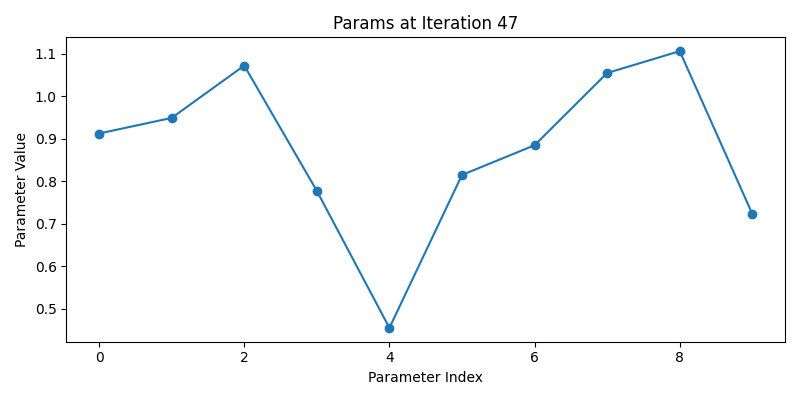 Params at Iteration 47
1.1
1.0
0.9
0.8
0.7
0.6
0.5
Parameter Value
0 2 4 6 8
Parameter Index